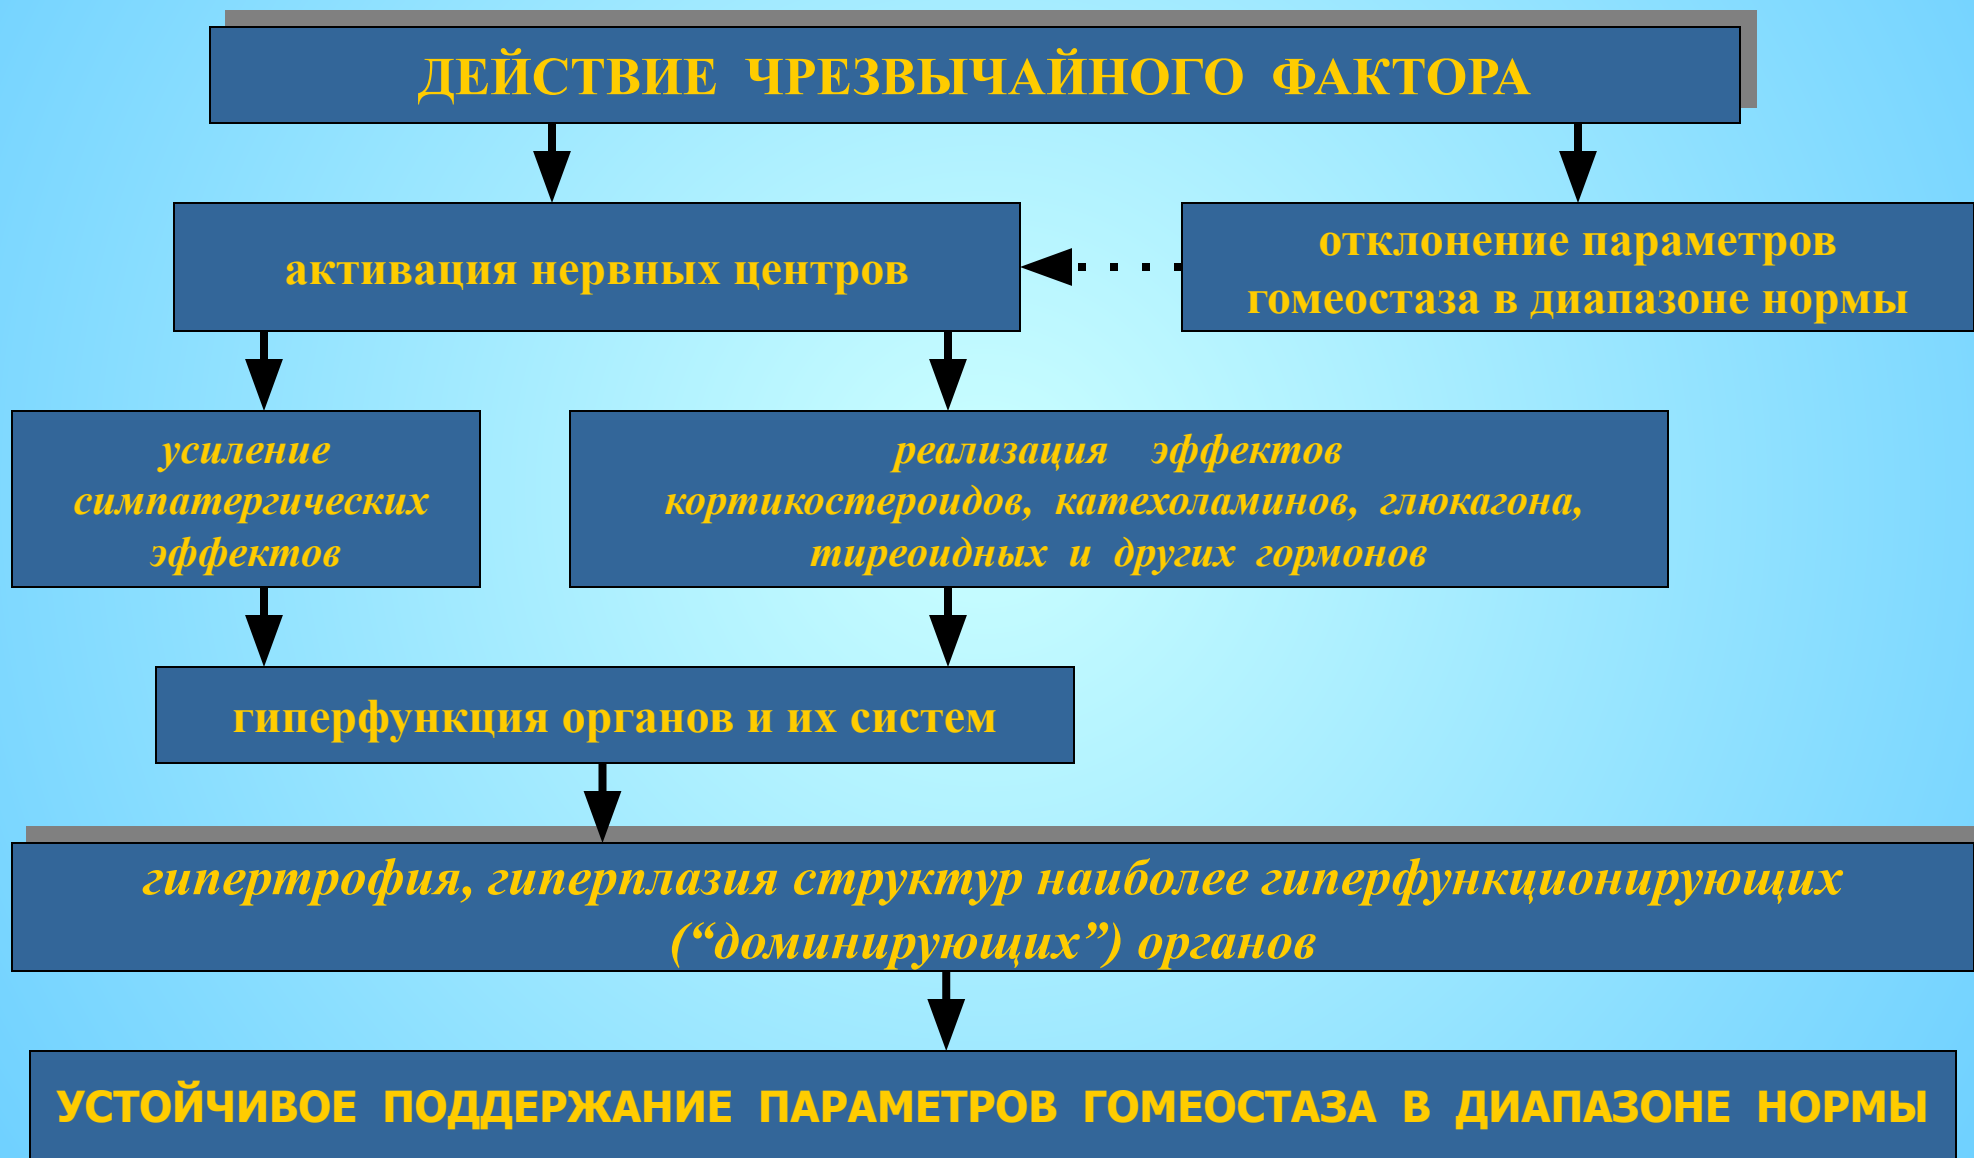 ДЕЙСТВИЕ ЧРЕЗВЫЧАЙНОГО ФАКТОРА
активация нервных центров
отклонение параметров
гомеостаза в диапазоне нормы
усиление
симпатергических
эффектов
реализация эффектов
кортикостероидов, катехоламинов, глюкагона,
тиреоидных и других гормонов
гиперфункция органов и их систем
гипертрофия, гиперплазия структур наиболее гиперфункционирующих
(“доминирующих”) органов
УСТОЙЧИВОЕ ПОДДЕРЖАНИЕ ПАРАМЕТРОВ ГОМЕОСТАЗА В ДИАПАЗОНЕ НОРМЫ